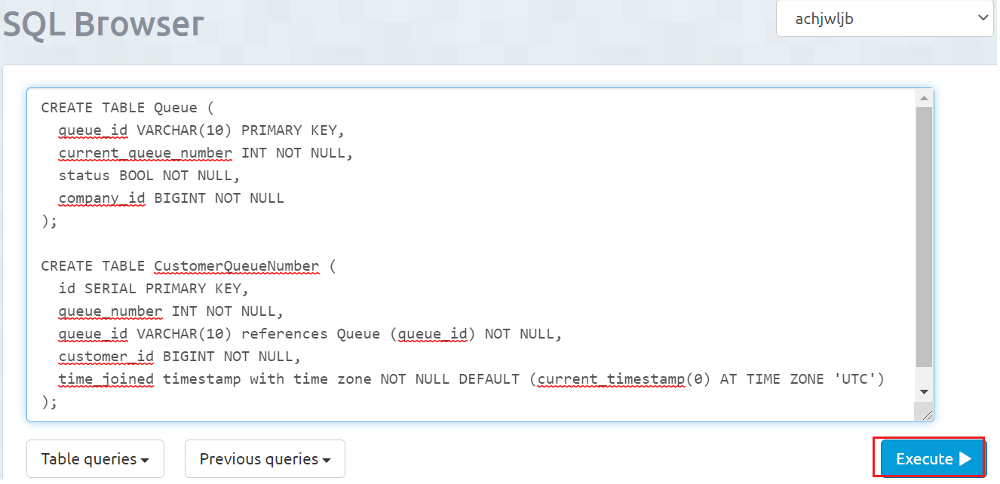 SQL Browser
achjwljb
CREATE TABLE Queue (
  queue_id VARCHAR(10) PRIMARY KEY,
  current_queue_number INT NOT NULL,
  status BOOL NOT NULL,
  company_id BIGINT NOT NULL
);

CREATE TABLE CustomerQueueNumber (
  id SERIAL PRIMARY KEY,
  queue_number INT NOT NULL,
  queue_id VARCHAR(10) references Queue (queue_id) NOT NULL,
  customer_id BIGINT NOT NULL,
  time_joined timestamp with time zone NOT NULL DEFAULT (current_timestamp(0) AT TIME ZONE 'UTC')
);
Table queries
Previous queries
Execute